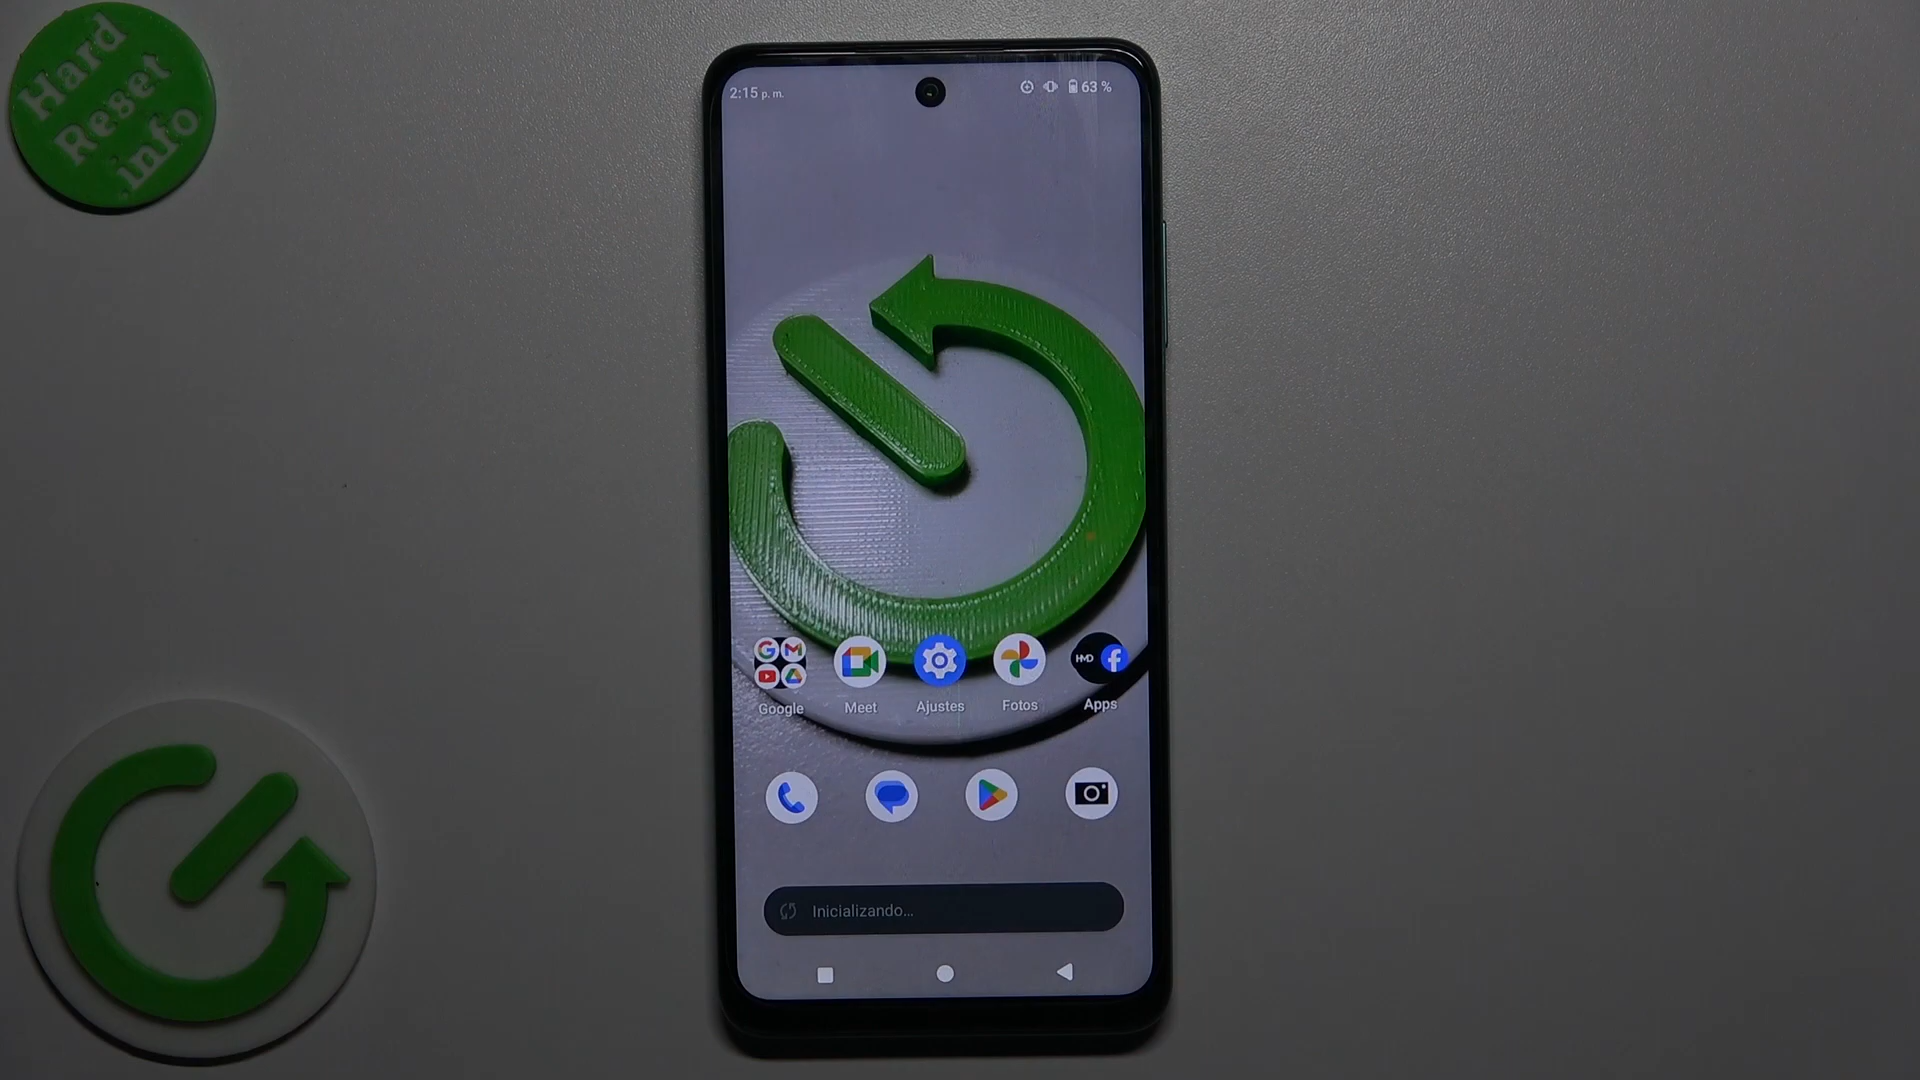 Hard
Reset
.info
2:15 p. m.
63 %
Google
Meet
Ajustes
Fotos
HMD
Apps
Inicializando...